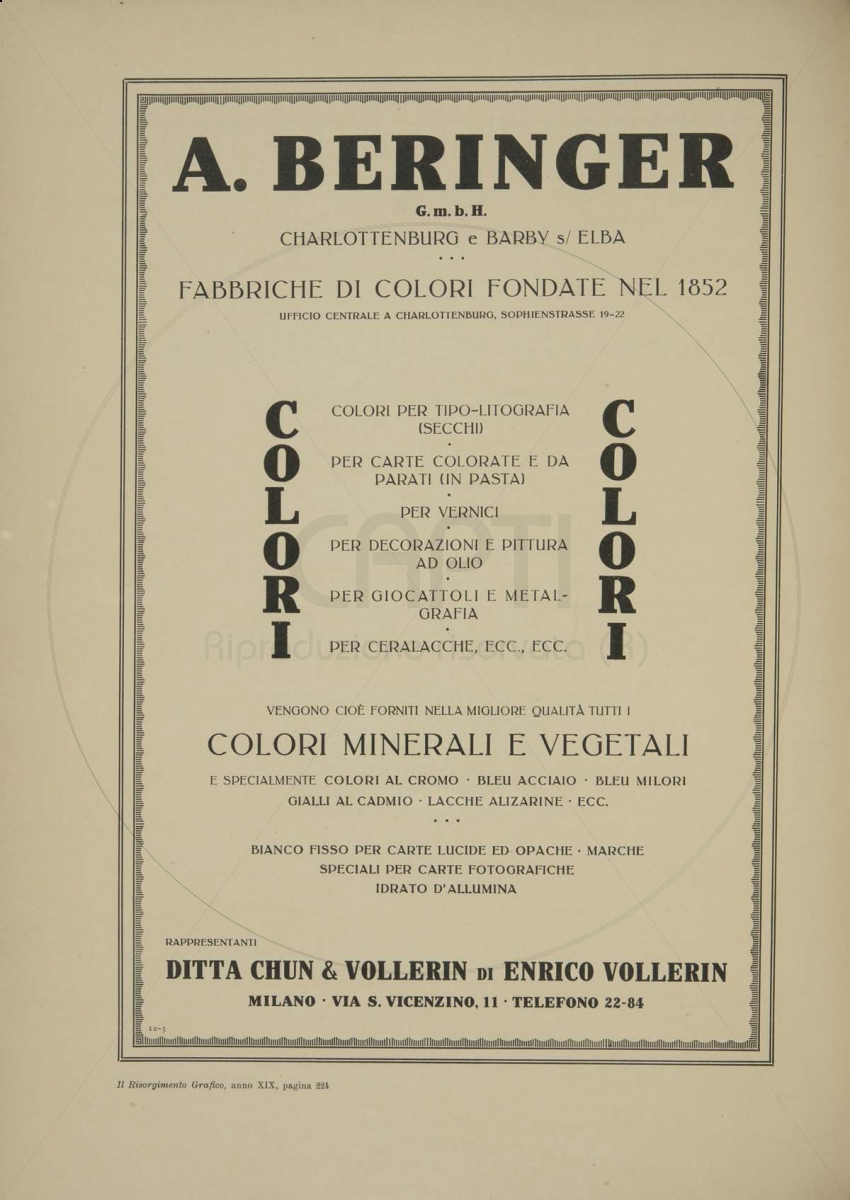 A. BERINGER
G. m. b. H.
CHARLOTTENBURG e BARBY s/ ELBA
• • •
FABBRICHE DI COLORI FONDATE NEL 1852
UFFICIO CENTRALE A CHARLOTTENBURG, SOPHIENSTRASSE 19-22
COLORI
COLORI PER TIPO-LITOGRAFIA
(SECCHI)
•
PER CARTE COLORATE E DA
PARATI (IN PASTA)
•
PER VERNICI
•
PER DECORAZIONI E PITTURA
AD OLIO
•
PER GIOCATTOLI E METAL-
GRAFIA
•
PER CERALACCHE, ECC., ECC.
COLORI
CAPTI
Riproduzione riservata (R)
VENGONO CIOÈ FORNITI NELLA MIGLIORE QUALITÀ TUTTI I
COLORI MINERALI E VEGETALI
E SPECIALMENTE COLORI AL CROMO · BLEU ACCIAIO · BLEU MILORI
GIALLI AL CADMIO · LACCHE ALIZARINE · ECC.
• • •
BIANCO FISSO PER CARTE LUCIDE ED OPACHE · MARCHE
SPECIALI PER CARTE FOTOGRAFICHE
IDRATO D'ALLUMINA
RAPPRESENTANTI
DITTA CHUN & VOLLERIN DI ENRICO VOLLERIN
MILANO · VIA S. VICENZINO, 11 · TELEFONO 22-84
12-3
Il Risorgimento Grafico, anno XIX, pagina 224